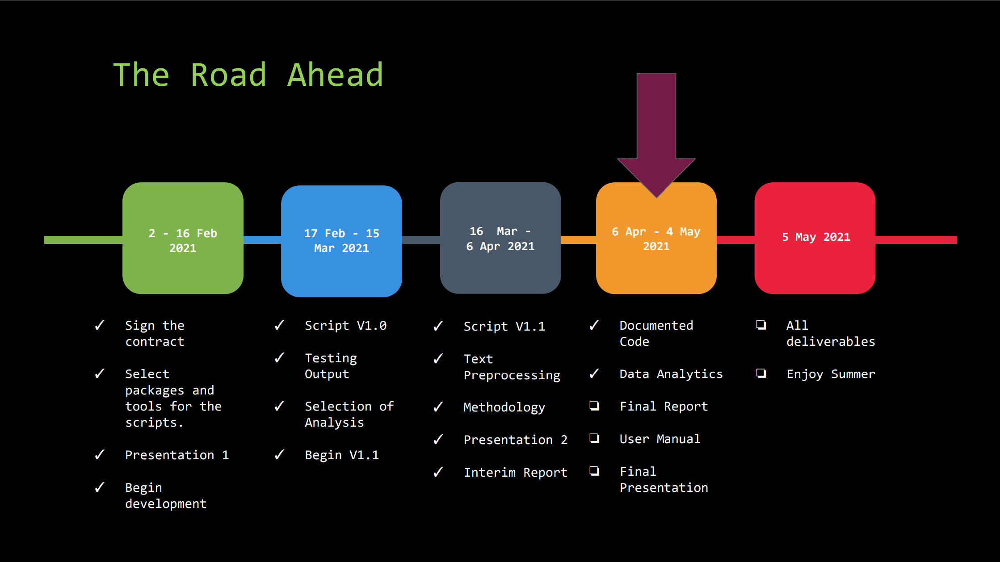 The Road Ahead
2 - 16 Feb
2021
17 Feb - 15
Mar 2021
16  Mar -
6 Apr 2021
6 Apr - 4 May
2021
5 May 2021
✓ Sign the
contract
✓ Select
packages and
tools for the
scripts.
✓ Presentation 1
✓ Begin
development
✓ Script V1.0
✓ Testing
Output
✓ Selection of
Analysis
✓ Begin V1.1
✓ Script V1.1
✓ Text
Preprocessing
✓ Methodology
✓ Presentation 2
✓ Interim Report
✓ Documented
Code
✓ Data Analytics
❏ Final Report
❏ User Manual
❏ Final
Presentation
❏ All
deliverables
❏ Enjoy Summer